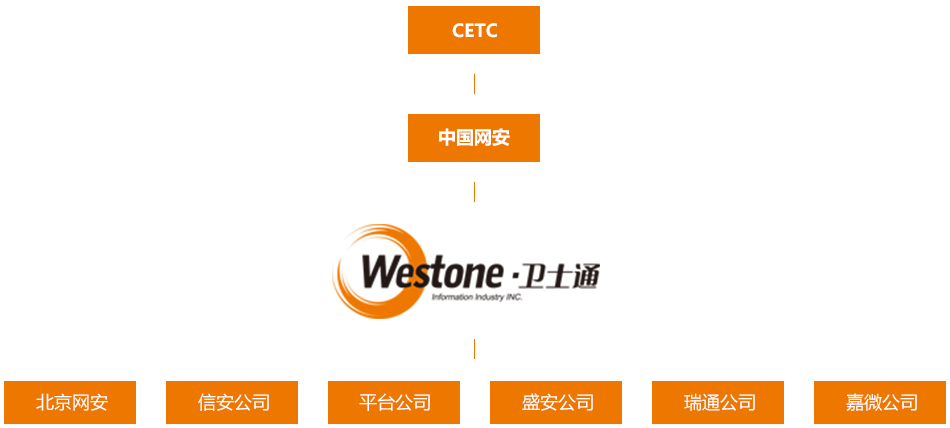 CETC
中国网安
Westone·卫士通
Information Industry INC.
北京网安 信安公司 平台公司 盛安公司 瑞通公司 嘉微公司